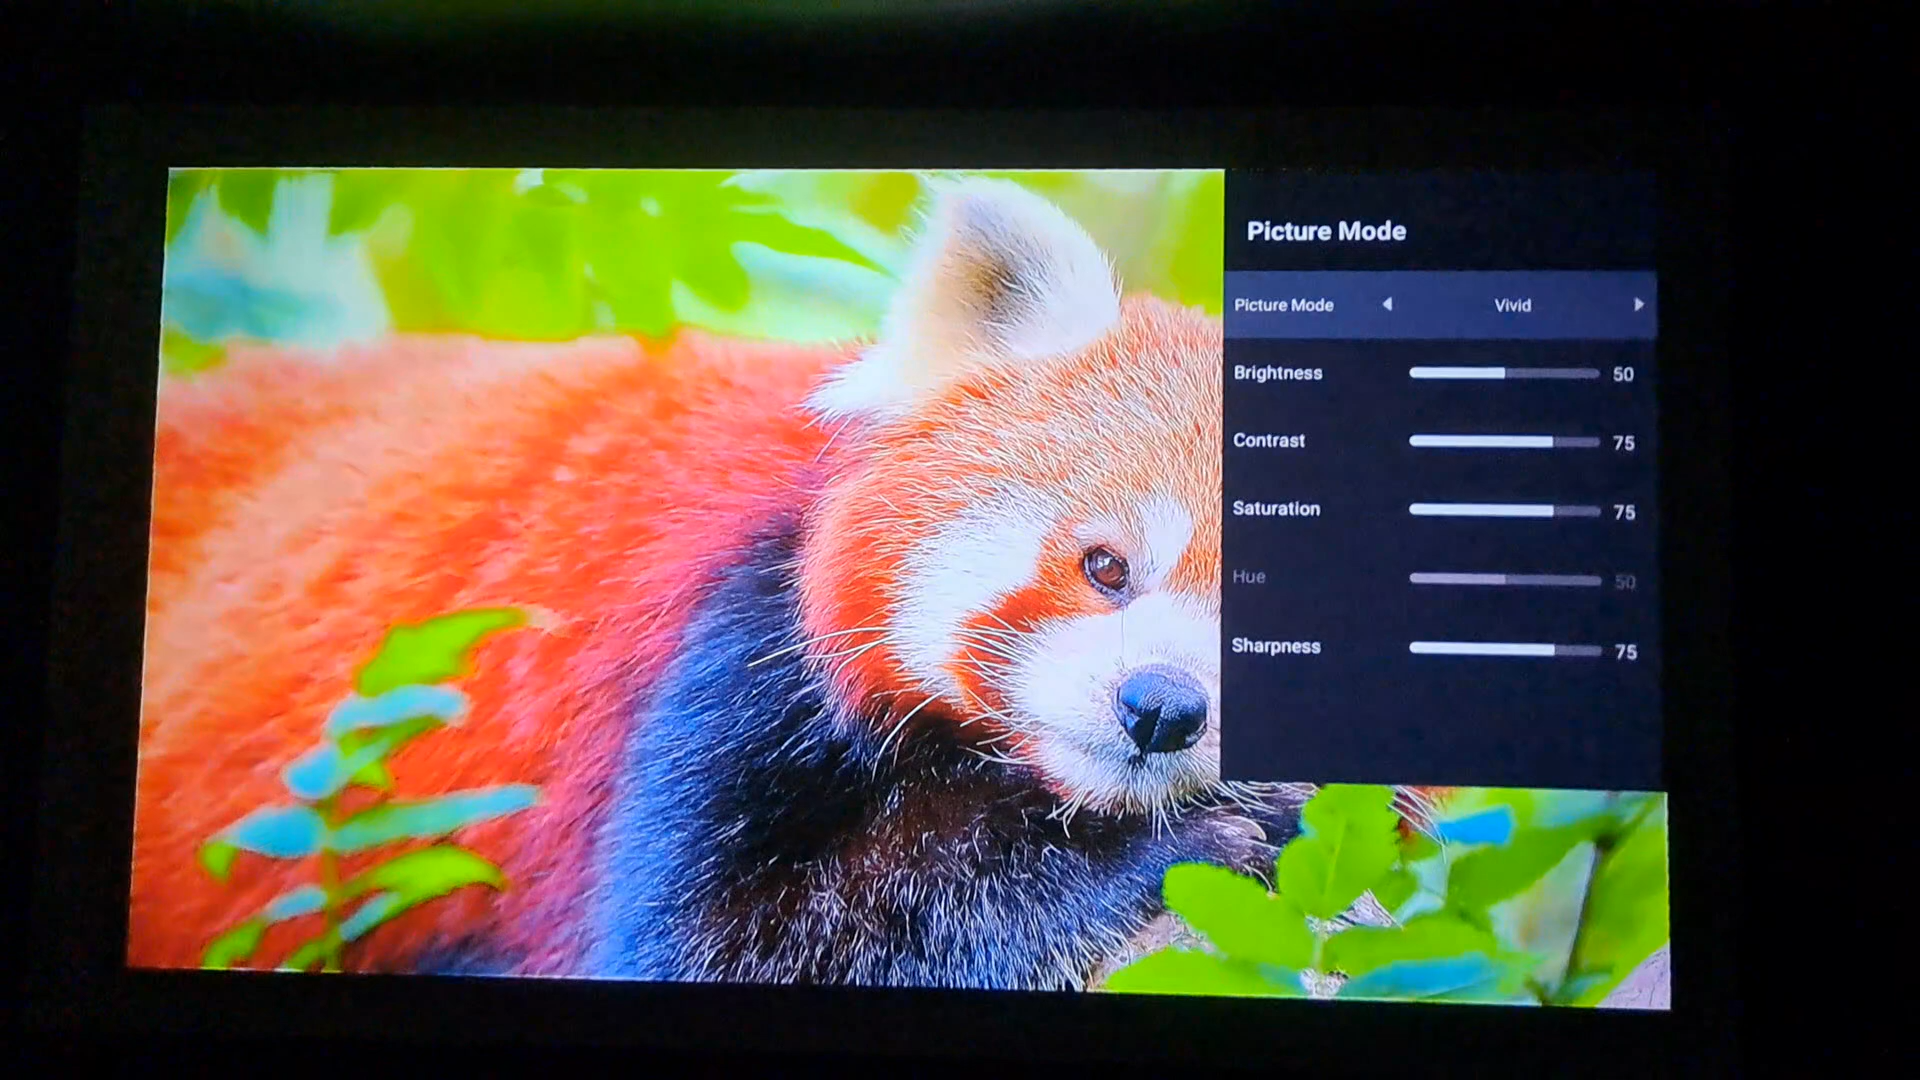 Picture Mode
Picture Mode Vivid
Brightness 50
Contrast 75
Saturation 75
Hue 50
Sharpness 75